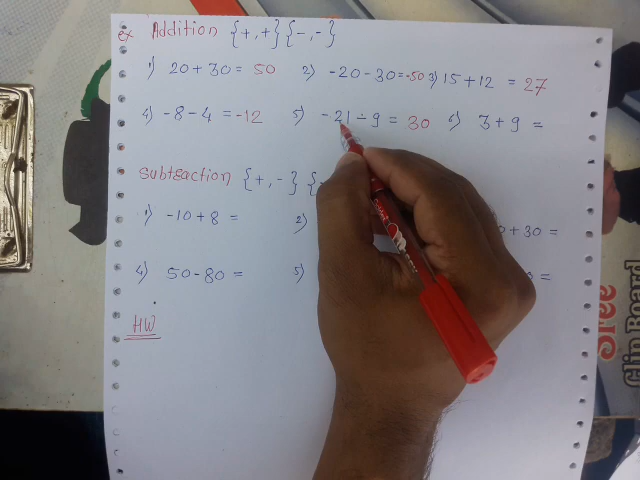 ex Addition {+,+}{-,-}
1) 20+30= 50 2) -20-30=-50 3) 15+12 = 27
4) -8-4 =-12 5) -21-9 = 30 6) 3+9 =
Subtraction {+,-} {
1) -10+8 = 2) 0+30 =
4) 50-80 = 5) =
HW
Sree
Clip Board